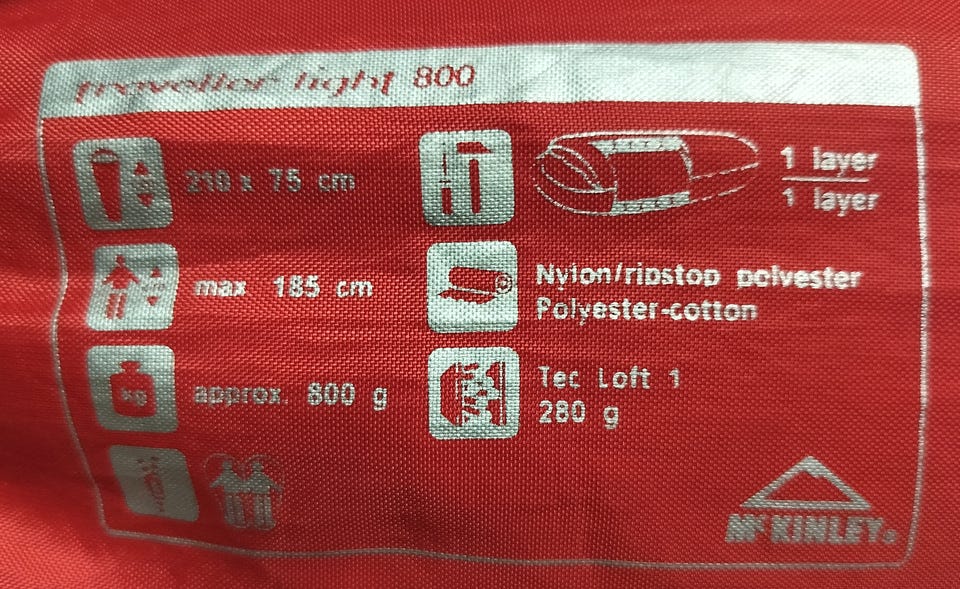 traveller light 800
210 x 75 cm
1 layer
1 layer
max 185 cm
Nylon/ripstop polyester
Polyester-cotton
kg
approx. 800 g
Tec Loft 1
280 g
McKINLEY®